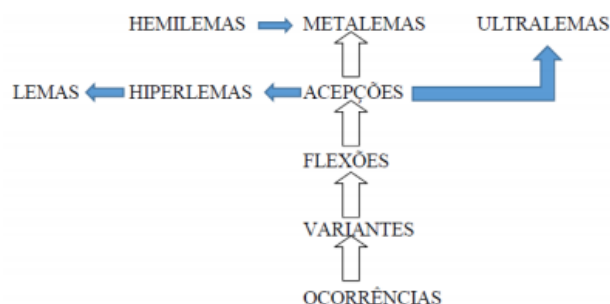 HEMILEMAS METALEMAS ULTRALEMAS
LEMAS HIPERLEMAS ACEPÇÕES
FLEXÕES
VARIANTES
OCORRÊNCIAS